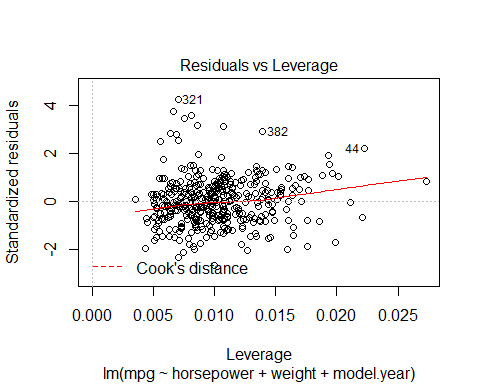 Residuals vs Leverage
Standardized residuals
4
2
0
-2
321
382
44
Cook's distance
0.000 0.005 0.010 0.015 0.020 0.025
Leverage
lm(mpg ~ horsepower + weight + model.year)